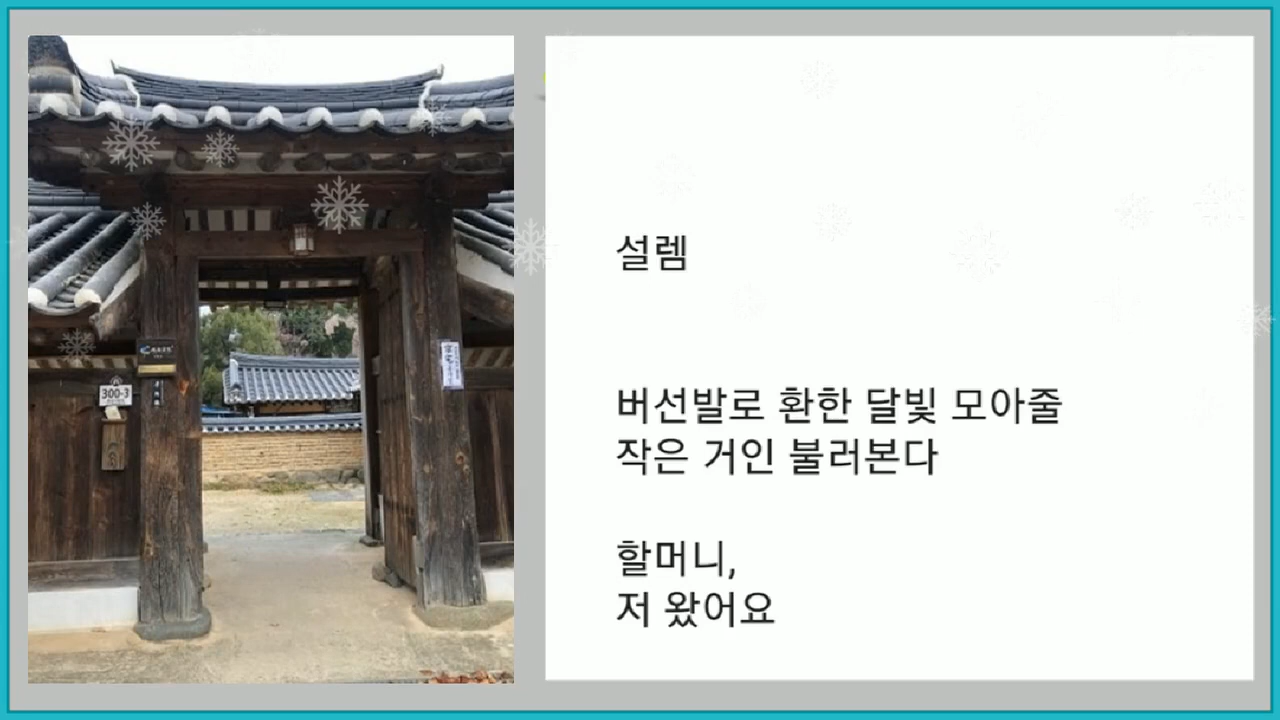 300-3
설렘
버선발로 환한 달빛 모아줄
작은 거인 불러본다
할머니,
저 왔어요